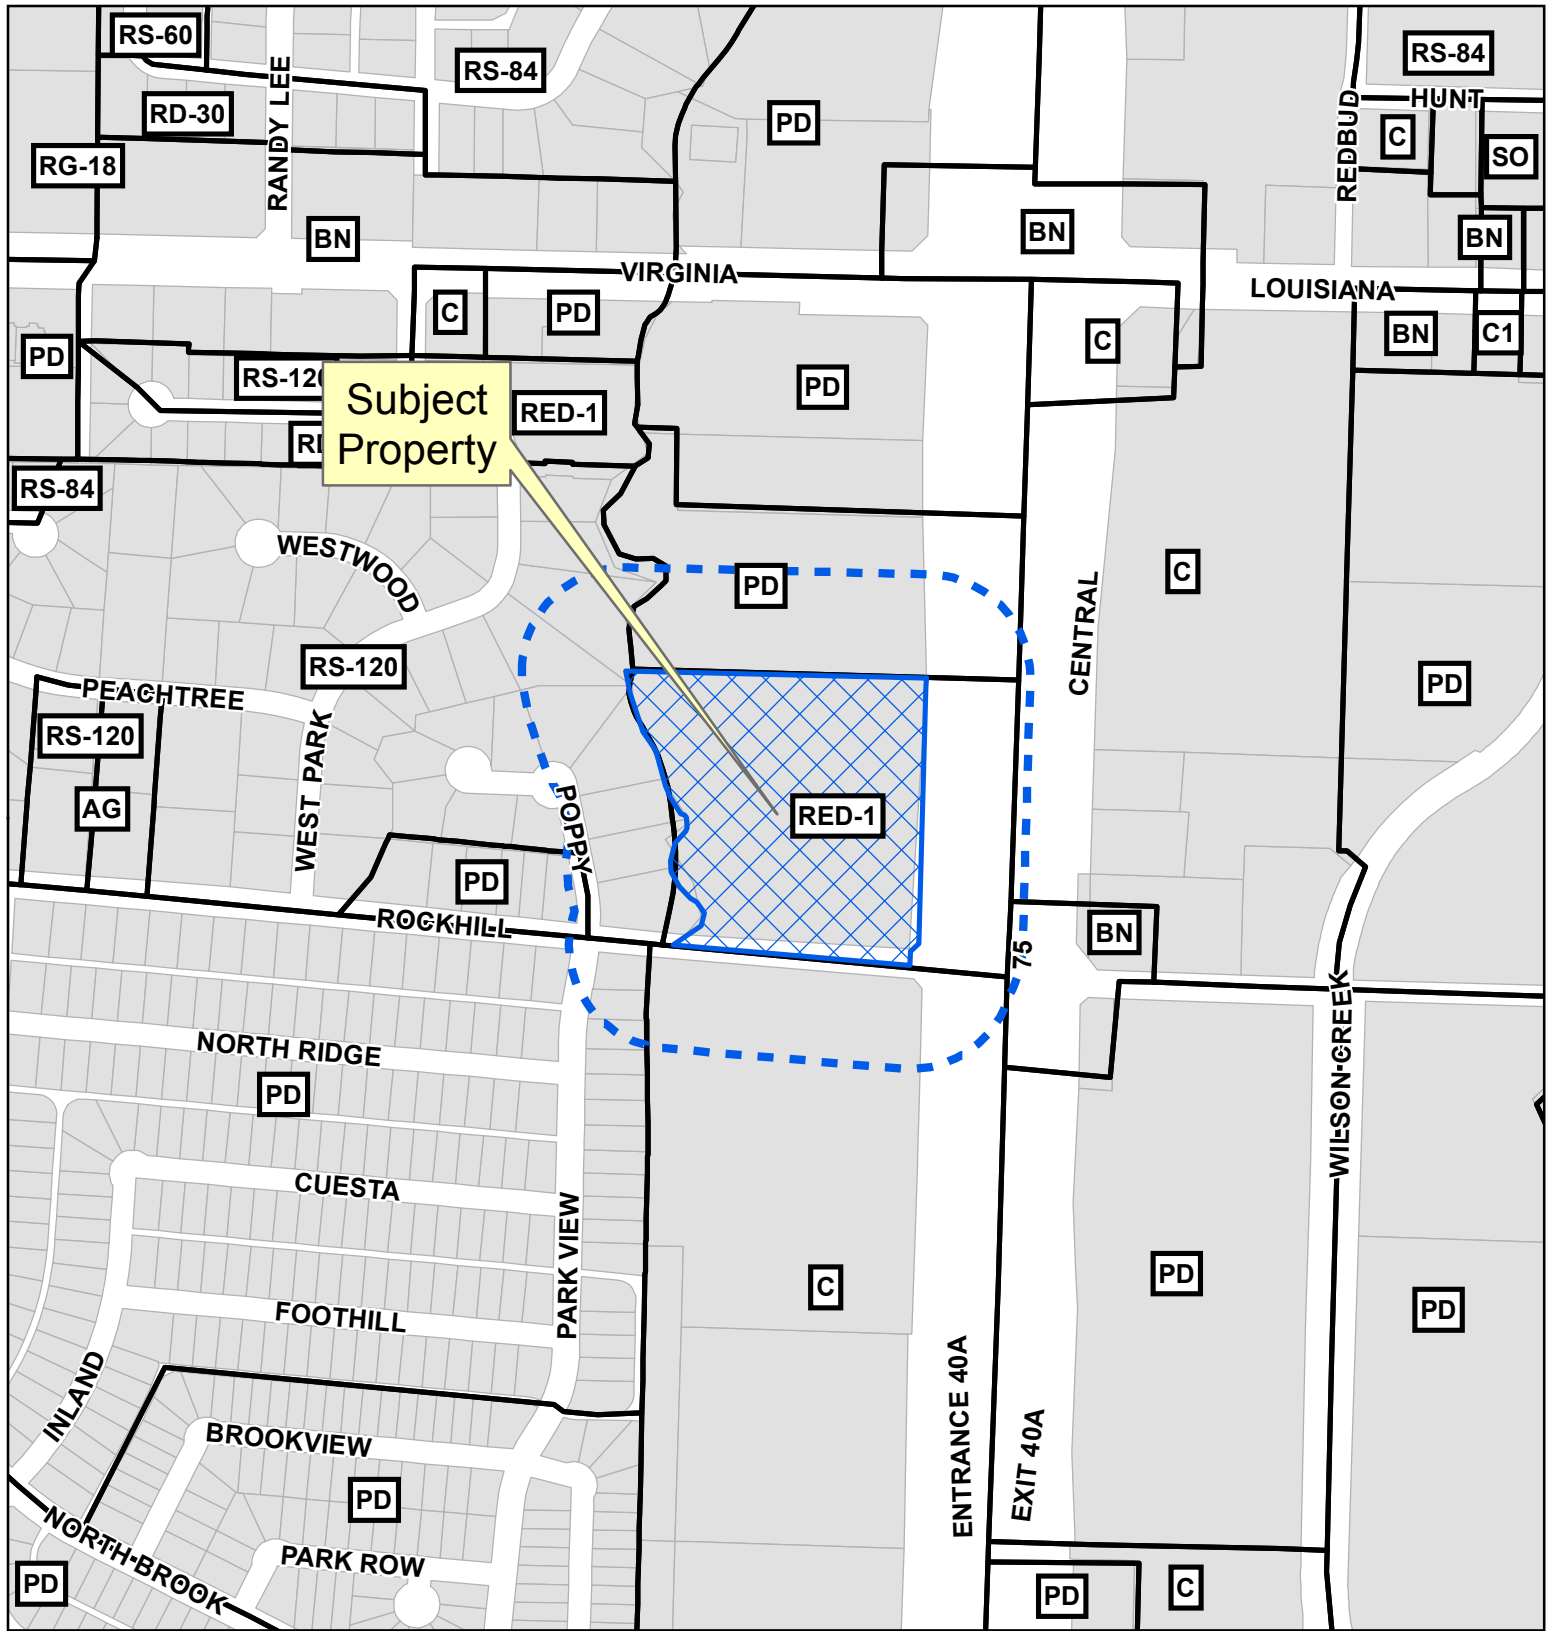 RS-60
RS-84
RS-84
RD-30
RANDY LEE
PD
REDBUD
HUNT
C
SO
RG-18
BN
BN
BN
VIRGINIA
LOUISIANA
C
PD
C
BN
C1
PD
RS-120
PD
Subject
Property
RED-1
RS-84
WESTWOOD
PD
C
CENTRAL
RS-120
PEACHTREE
PD
RS-120
WEST PARK
AG
POPPY
RED-1
PD
ROCKHILL
BN
75
WILSON CREEK
NORTH RIDGE
PD
CUESTA
PARK VIEW
PD
C
FOOTHILL
PD
INLAND
ENTRANCE 40A
EXIT 40A
BROOKVIEW
PD
NORTH BROOK
PARK ROW
PD
PD
C